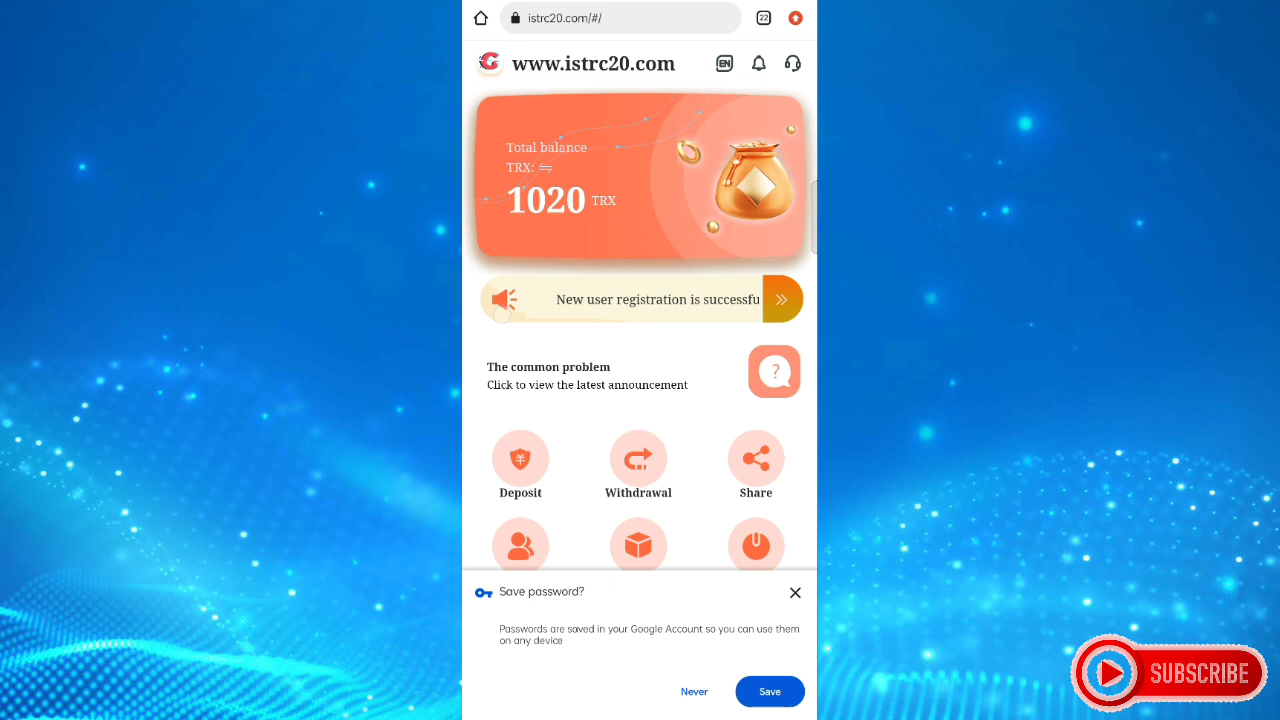 istrc20.com/#/
22
www.istrc20.com
EN
Total balance
TRX:
1020 TRX
New user registration is successfu
The common problem
Click to view the latest announcement
?
Deposit
Withdrawal
Share
Save password?
Passwords are saved in your Google Account so you can use them
on any device
Never
Save
SUBSCRIBE